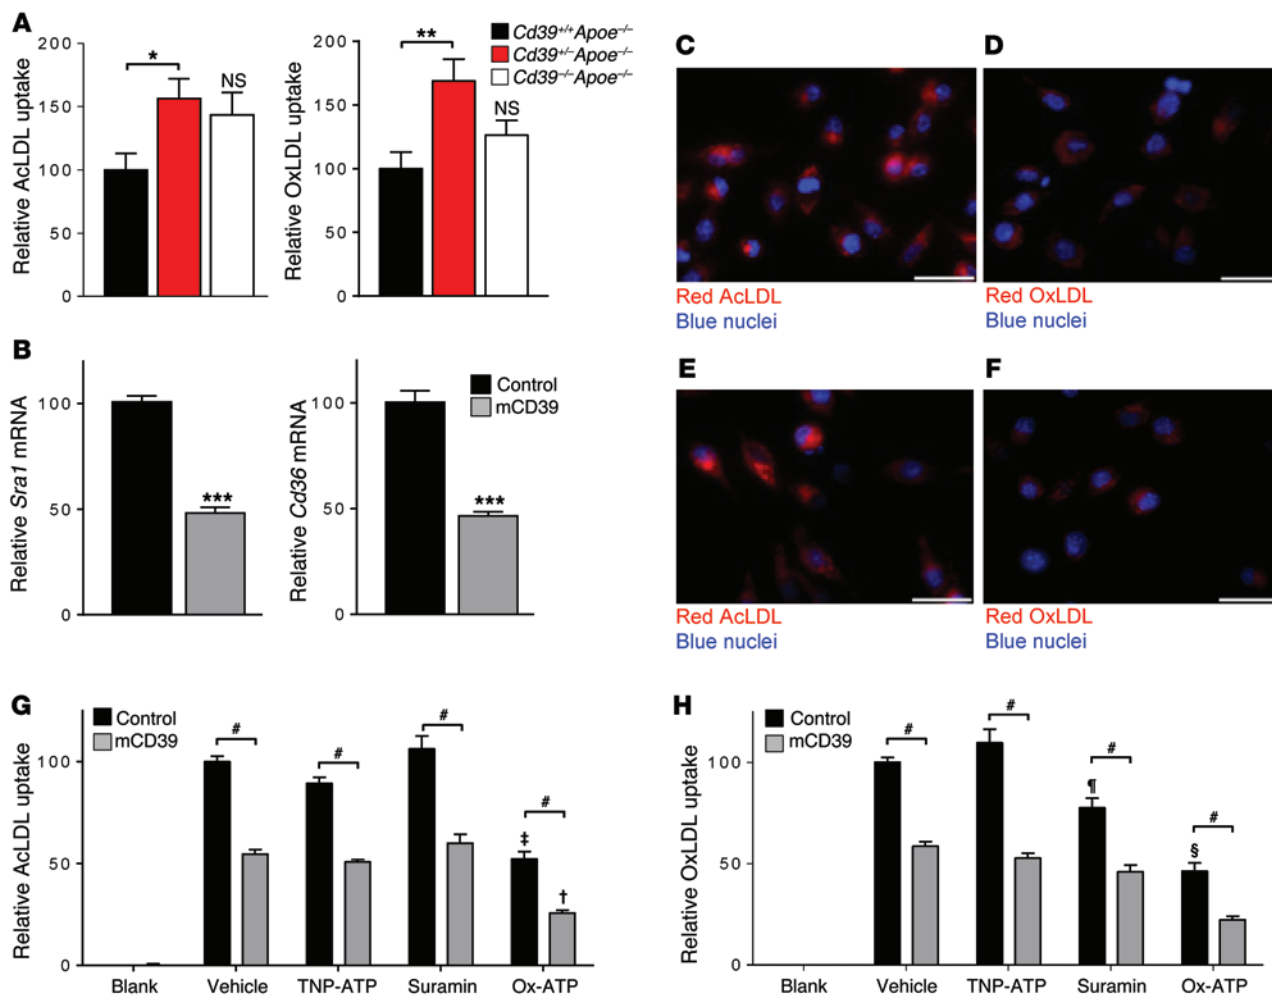 A
Relative AcLDL uptake
200
150
100
50
0
*
NS
Relative OxLDL uptake
200
150
100
50
0
**
NS
Cd39+/+Apoe–/–
Cd39+/–Apoe–/–
Cd39–/–Apoe–/–
B
Relative Sra1 mRNA
100
50
0
***
Relative Cd36 mRNA
100
50
0
***
Control
mCD39
C
Red AcLDL
Blue nuclei
D
Red OxLDL
Blue nuclei
E
Red AcLDL
Blue nuclei
F
Red OxLDL
Blue nuclei
G
Control
mCD39
Relative AcLDL uptake
100
50
0
#
#
#
#
‡
†
Blank Vehicle TNP-ATP Suramin Ox-ATP
H
Control
mCD39
Relative OxLDL uptake
100
50
0
#
#
#
#
¶
§
Blank Vehicle TNP-ATP Suramin Ox-ATP